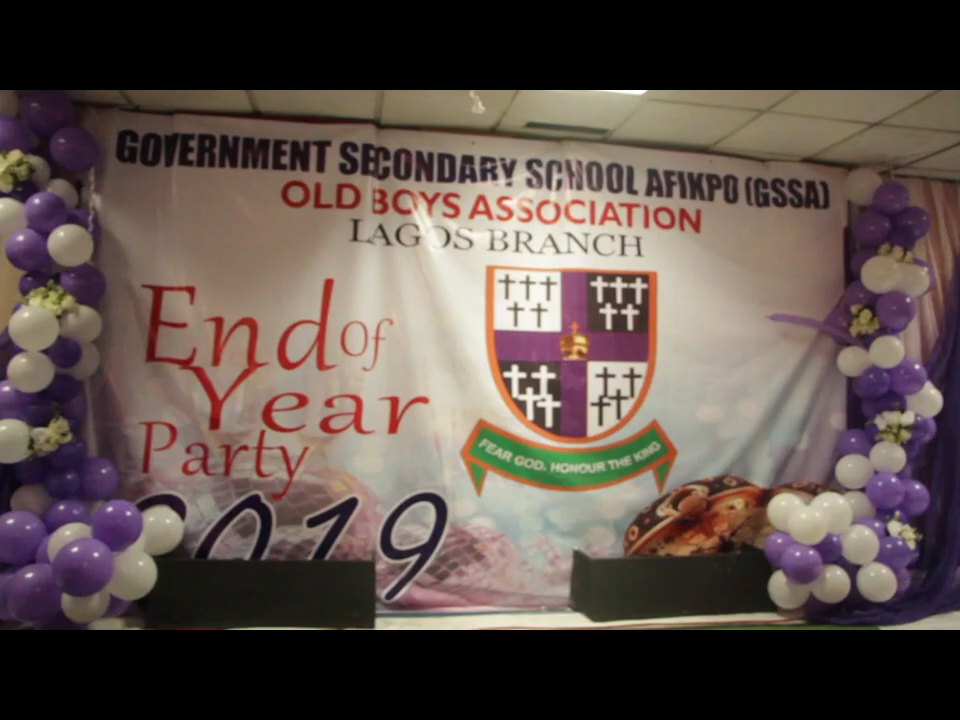 GOVERNMENT SECONDARY SCHOOL AFIKPO (GSSA)
OLD BOYS ASSOCIATION
LAGOS BRANCH
End of
Year
Party
2019
FEAR GOD. HONOUR THE KING